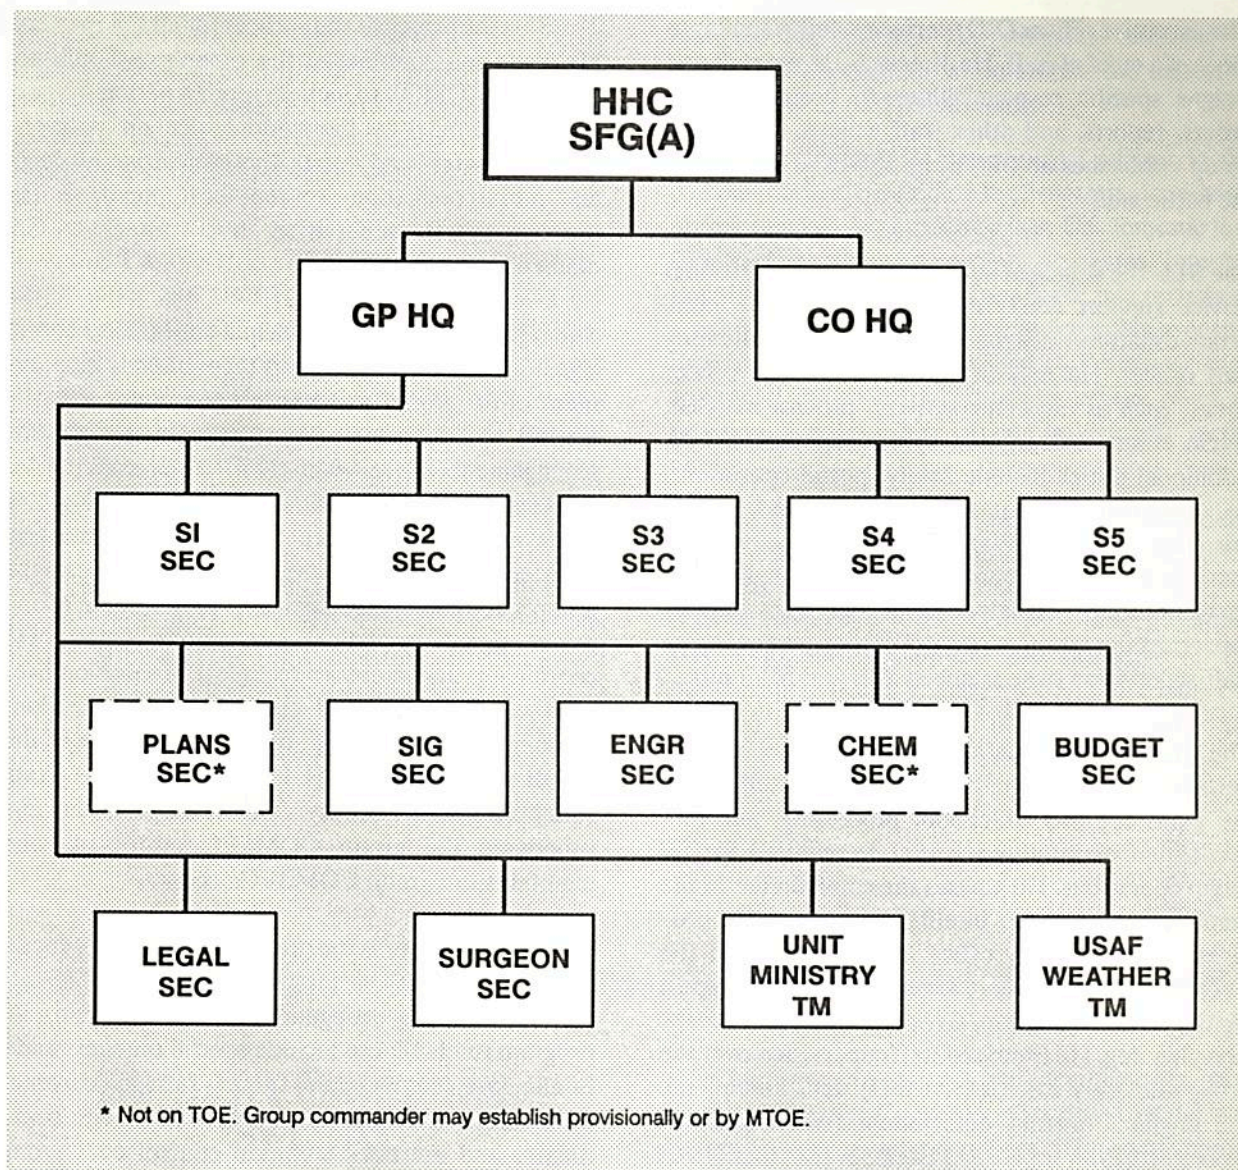 HHC
SFG(A)
GP HQ
CO HQ
SI
SEC
S2
SEC
S3
SEC
S4
SEC
S5
SEC
PLANS
SEC*
SIG
SEC
ENGR
SEC
CHEM
SEC*
BUDGET
SEC
LEGAL
SEC
SURGEON
SEC
UNIT
MINISTRY
TM
USAF
WEATHER
TM
* Not on TOE. Group commander may establish provisionally or by MTOE.